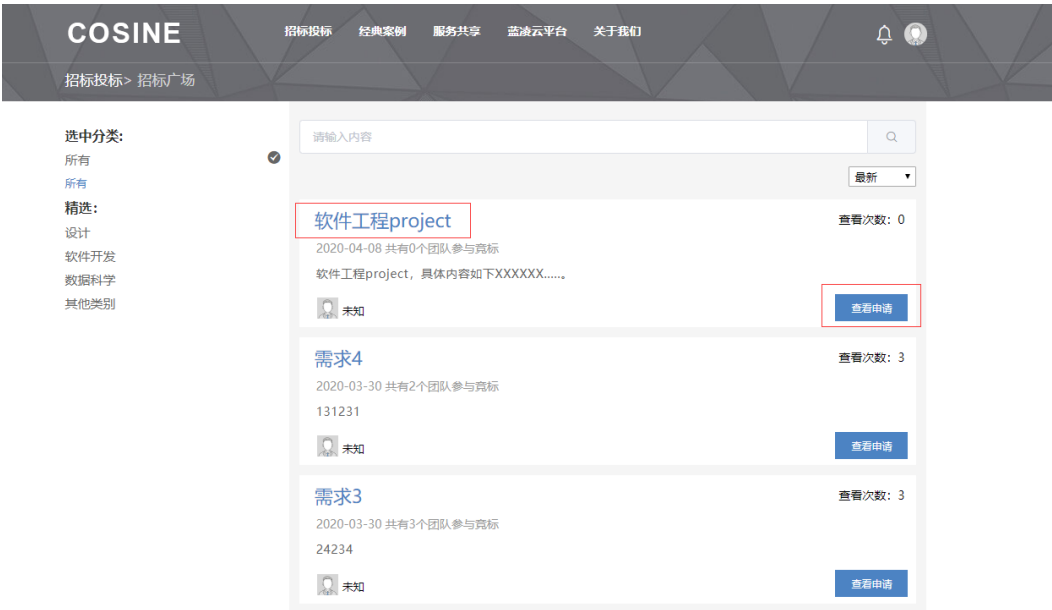 COSINE
招标投标 经典案例 服务共享 蓝凌云平台 关于我们
招标投标> 招标广场
选中分类:
所有
所有
精选:
设计
软件开发
数据科学
其他类别
请输入内容
最新
软件工程project
查看次数: 0
2020-04-08 共有0个团队参与竞标
软件工程project，具体内容如下XXXXXX.....。
未知
查看申请
需求4
查看次数: 3
2020-03-30 共有2个团队参与竞标
131231
未知
查看申请
需求3
查看次数: 3
2020-03-30 共有3个团队参与竞标
24234
未知
查看申请